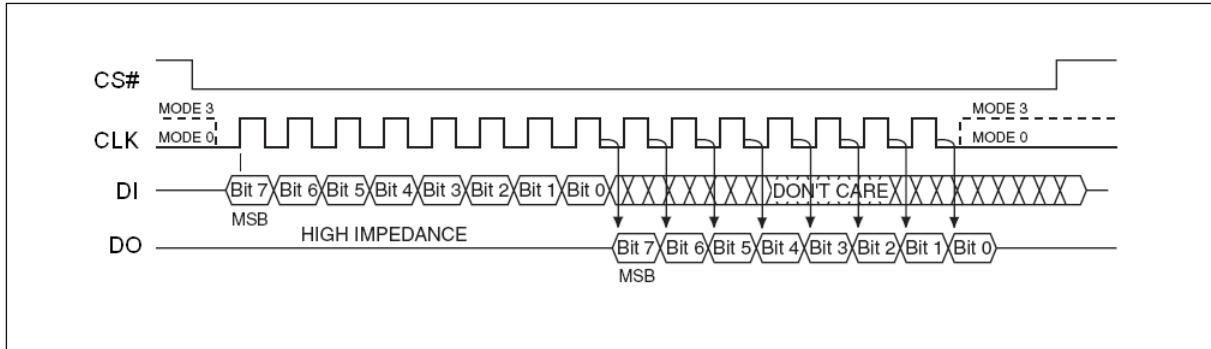 CS#
MODE 3 MODE 3
CLK MODE 0 MODE 0
DI Bit 7 Bit 6 Bit 5 Bit 4 Bit 3 Bit 2 Bit 1 Bit 0 DON'T CARE
MSB
HIGH IMPEDANCE
DO Bit 7 Bit 6 Bit 5 Bit 4 Bit 3 Bit 2 Bit 1 Bit 0
MSB